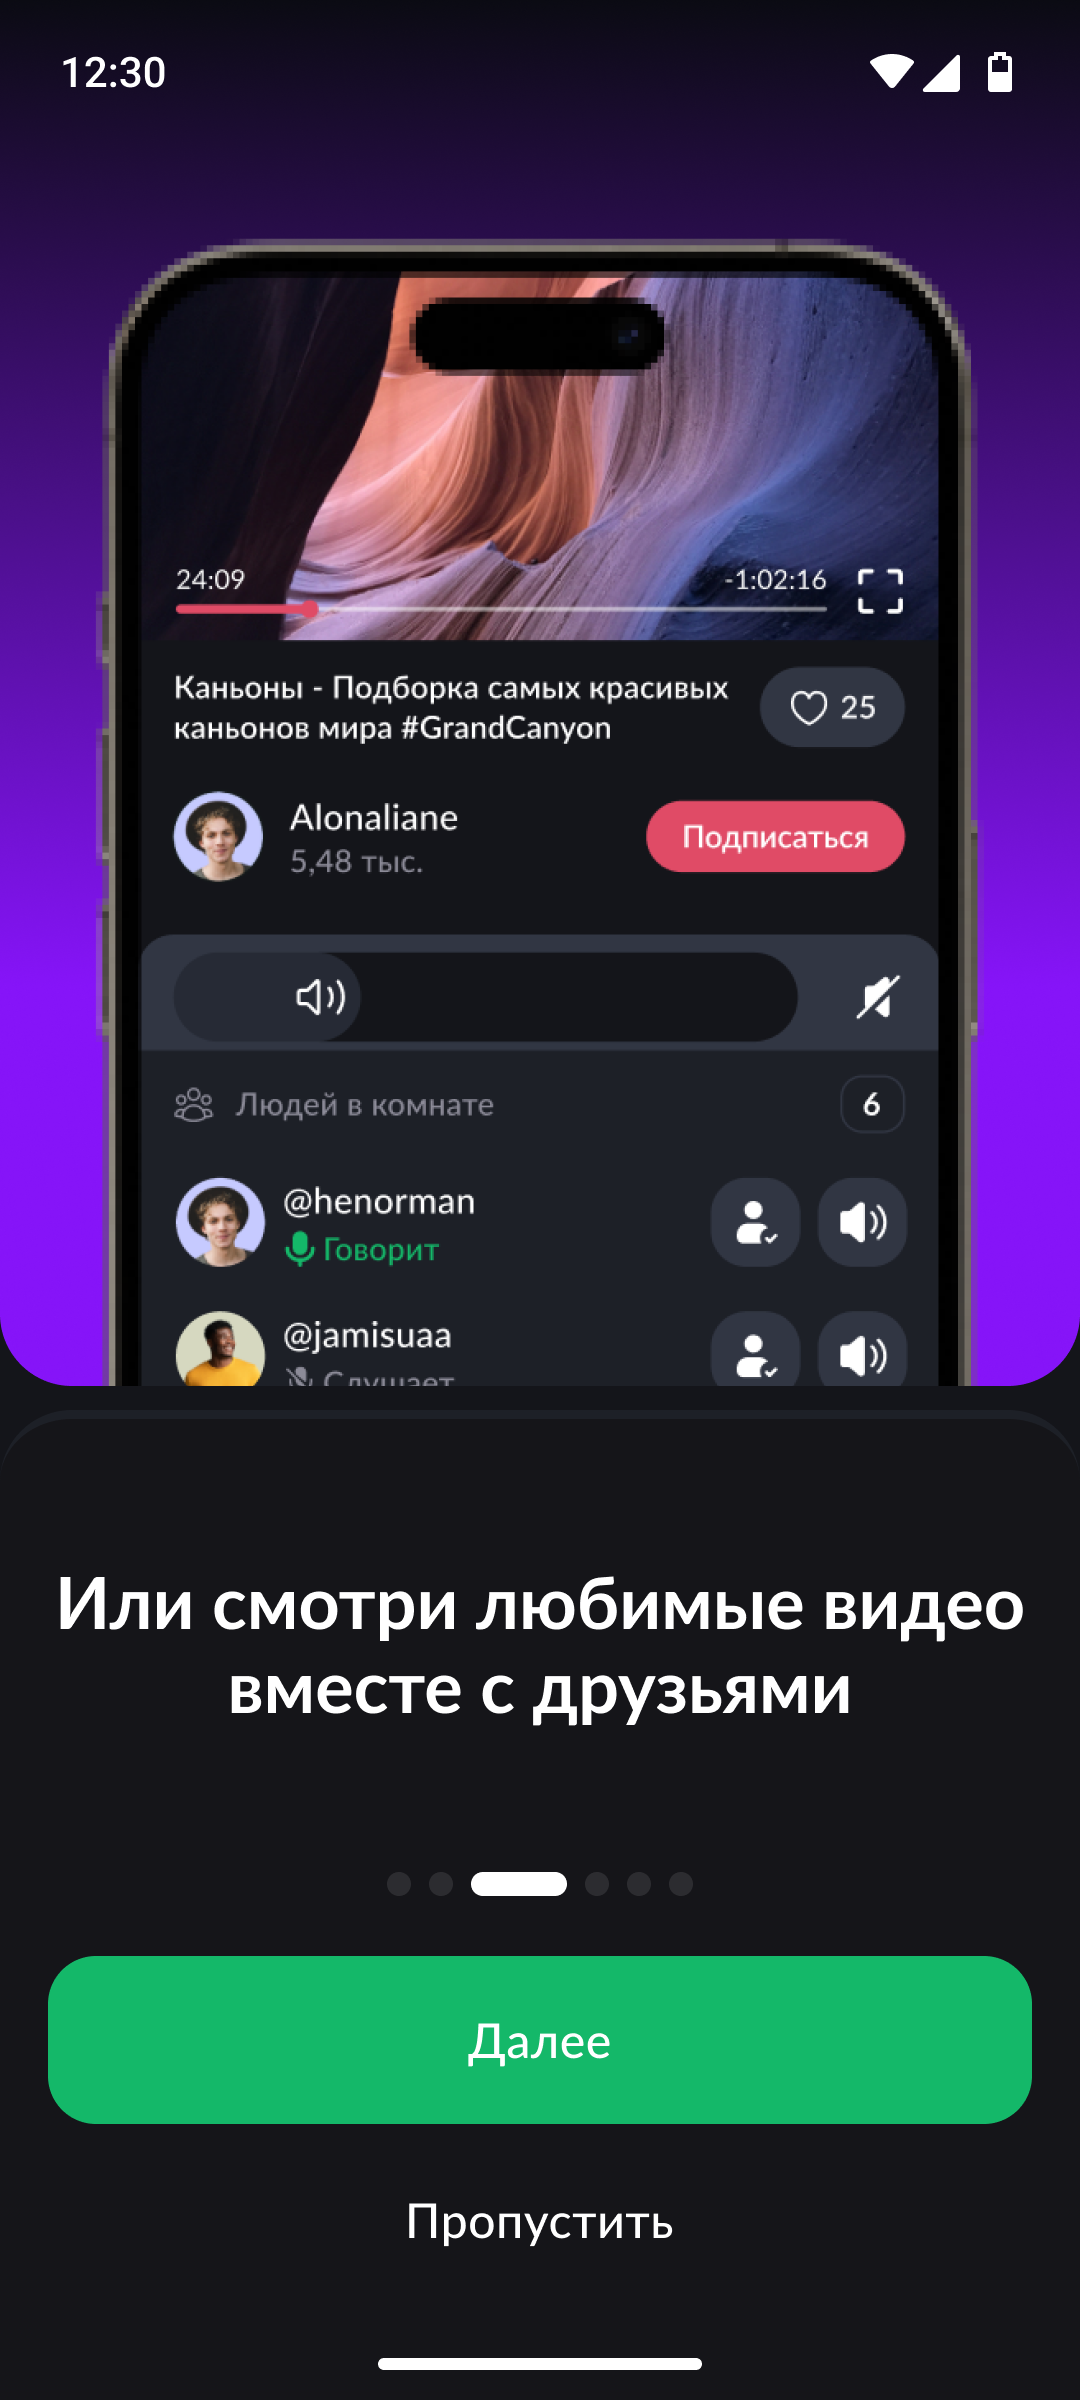 12:30
24:09
-1:02:16
Каньоны - Подборка самых красивых
каньонов мира #GrandCanyon
25
Alonaliane
5,48 тыс.
Подписаться
Людей в комнате
6
@henorman
Говорит
@jamisuaa
Слушает
Или смотри любимые видео
вместе с друзьями
Далее
Пропустить